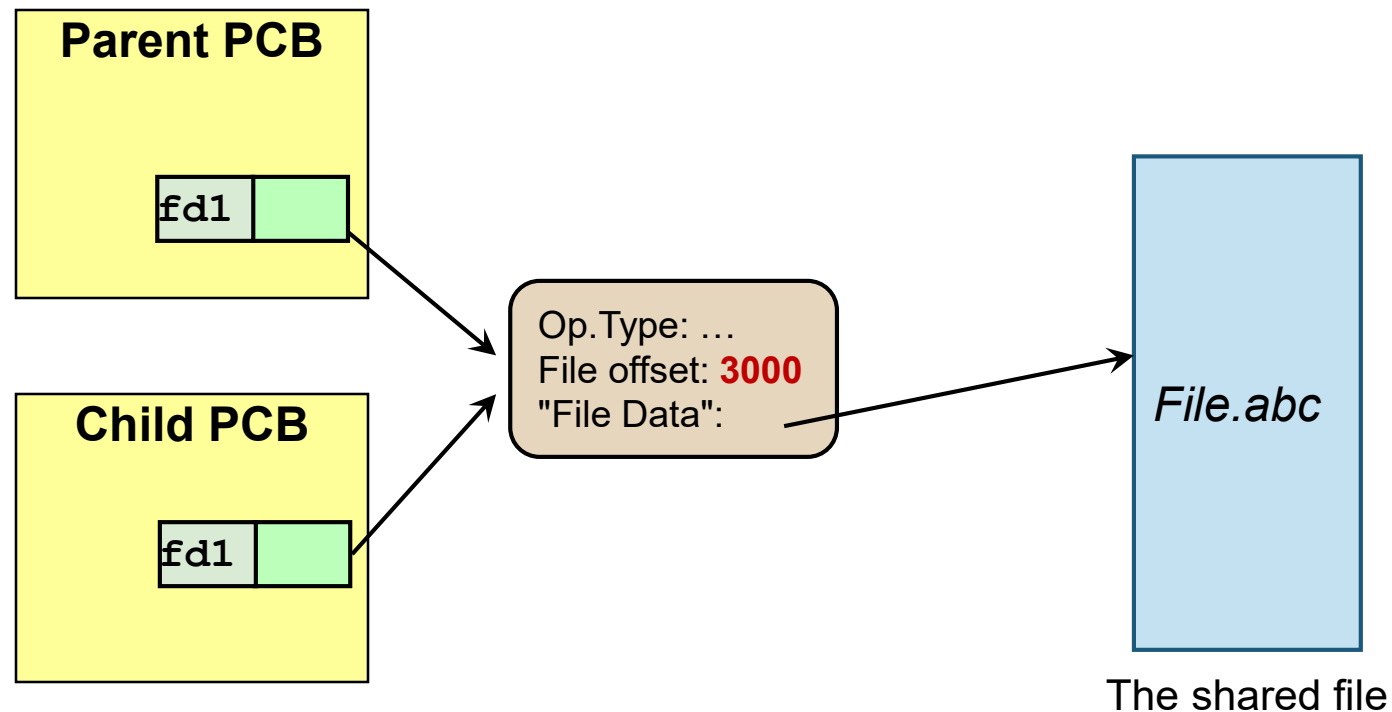 Parent PCB
fd1
Op.Type: …
File offset: 3000
"File Data":
Child PCB
fd1
File.abc
The shared file